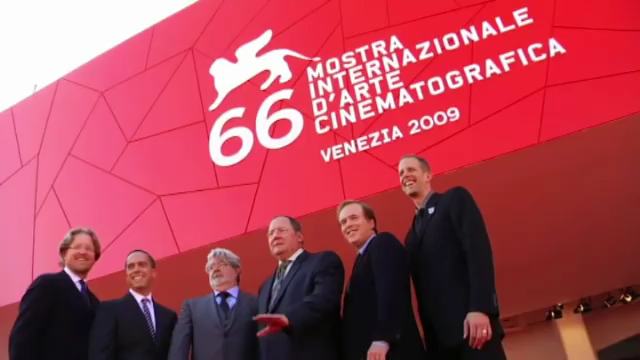 66
MOSTRA
INTERNAZIONALE
D'ARTE
CINEMATOGRAFICA
VENEZIA 2009